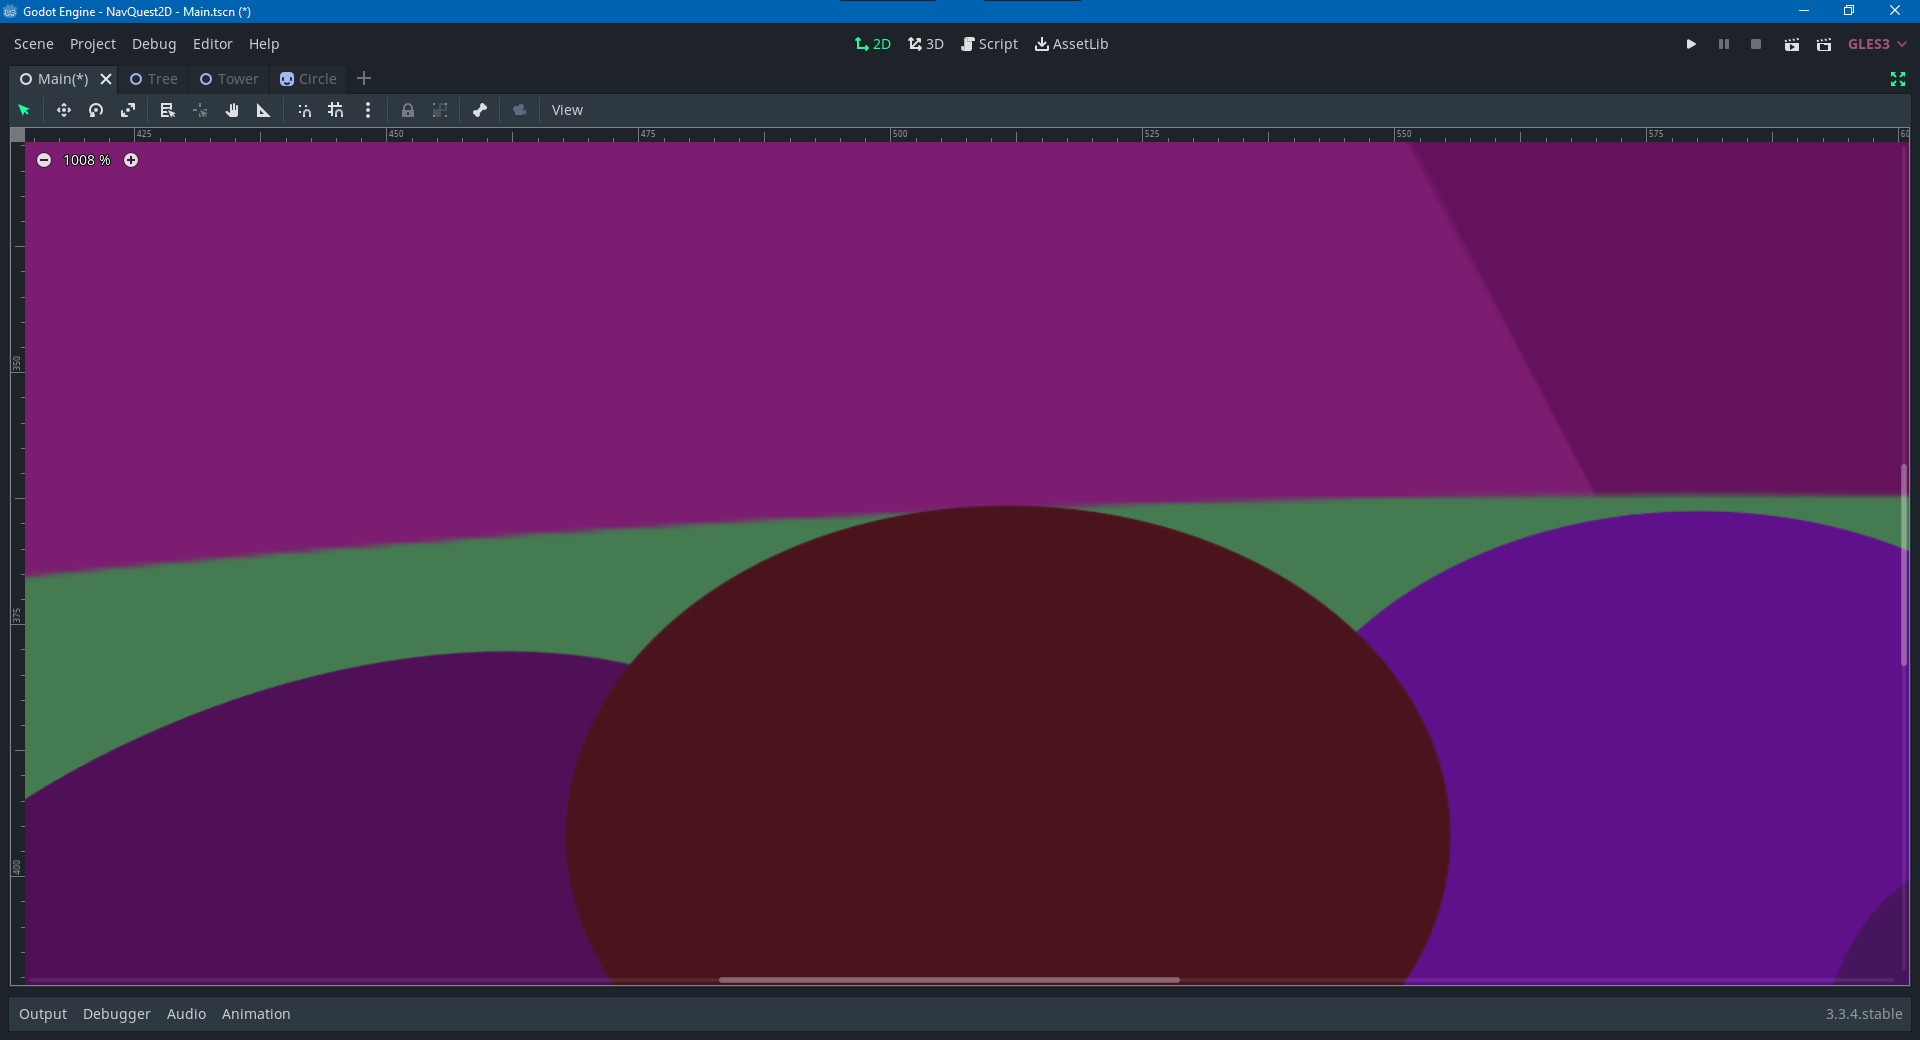 Godot Engine - NavQuest2D - Main.tscn (*)
Scene Project Debug Editor Help 2D 3D Script AssetLib GLES3
Main(*) Tree Tower Circle
View
425 450 475 500 525 550 575 60
1008 %
350
375
400
Output Debugger Audio Animation 3.3.4.stable